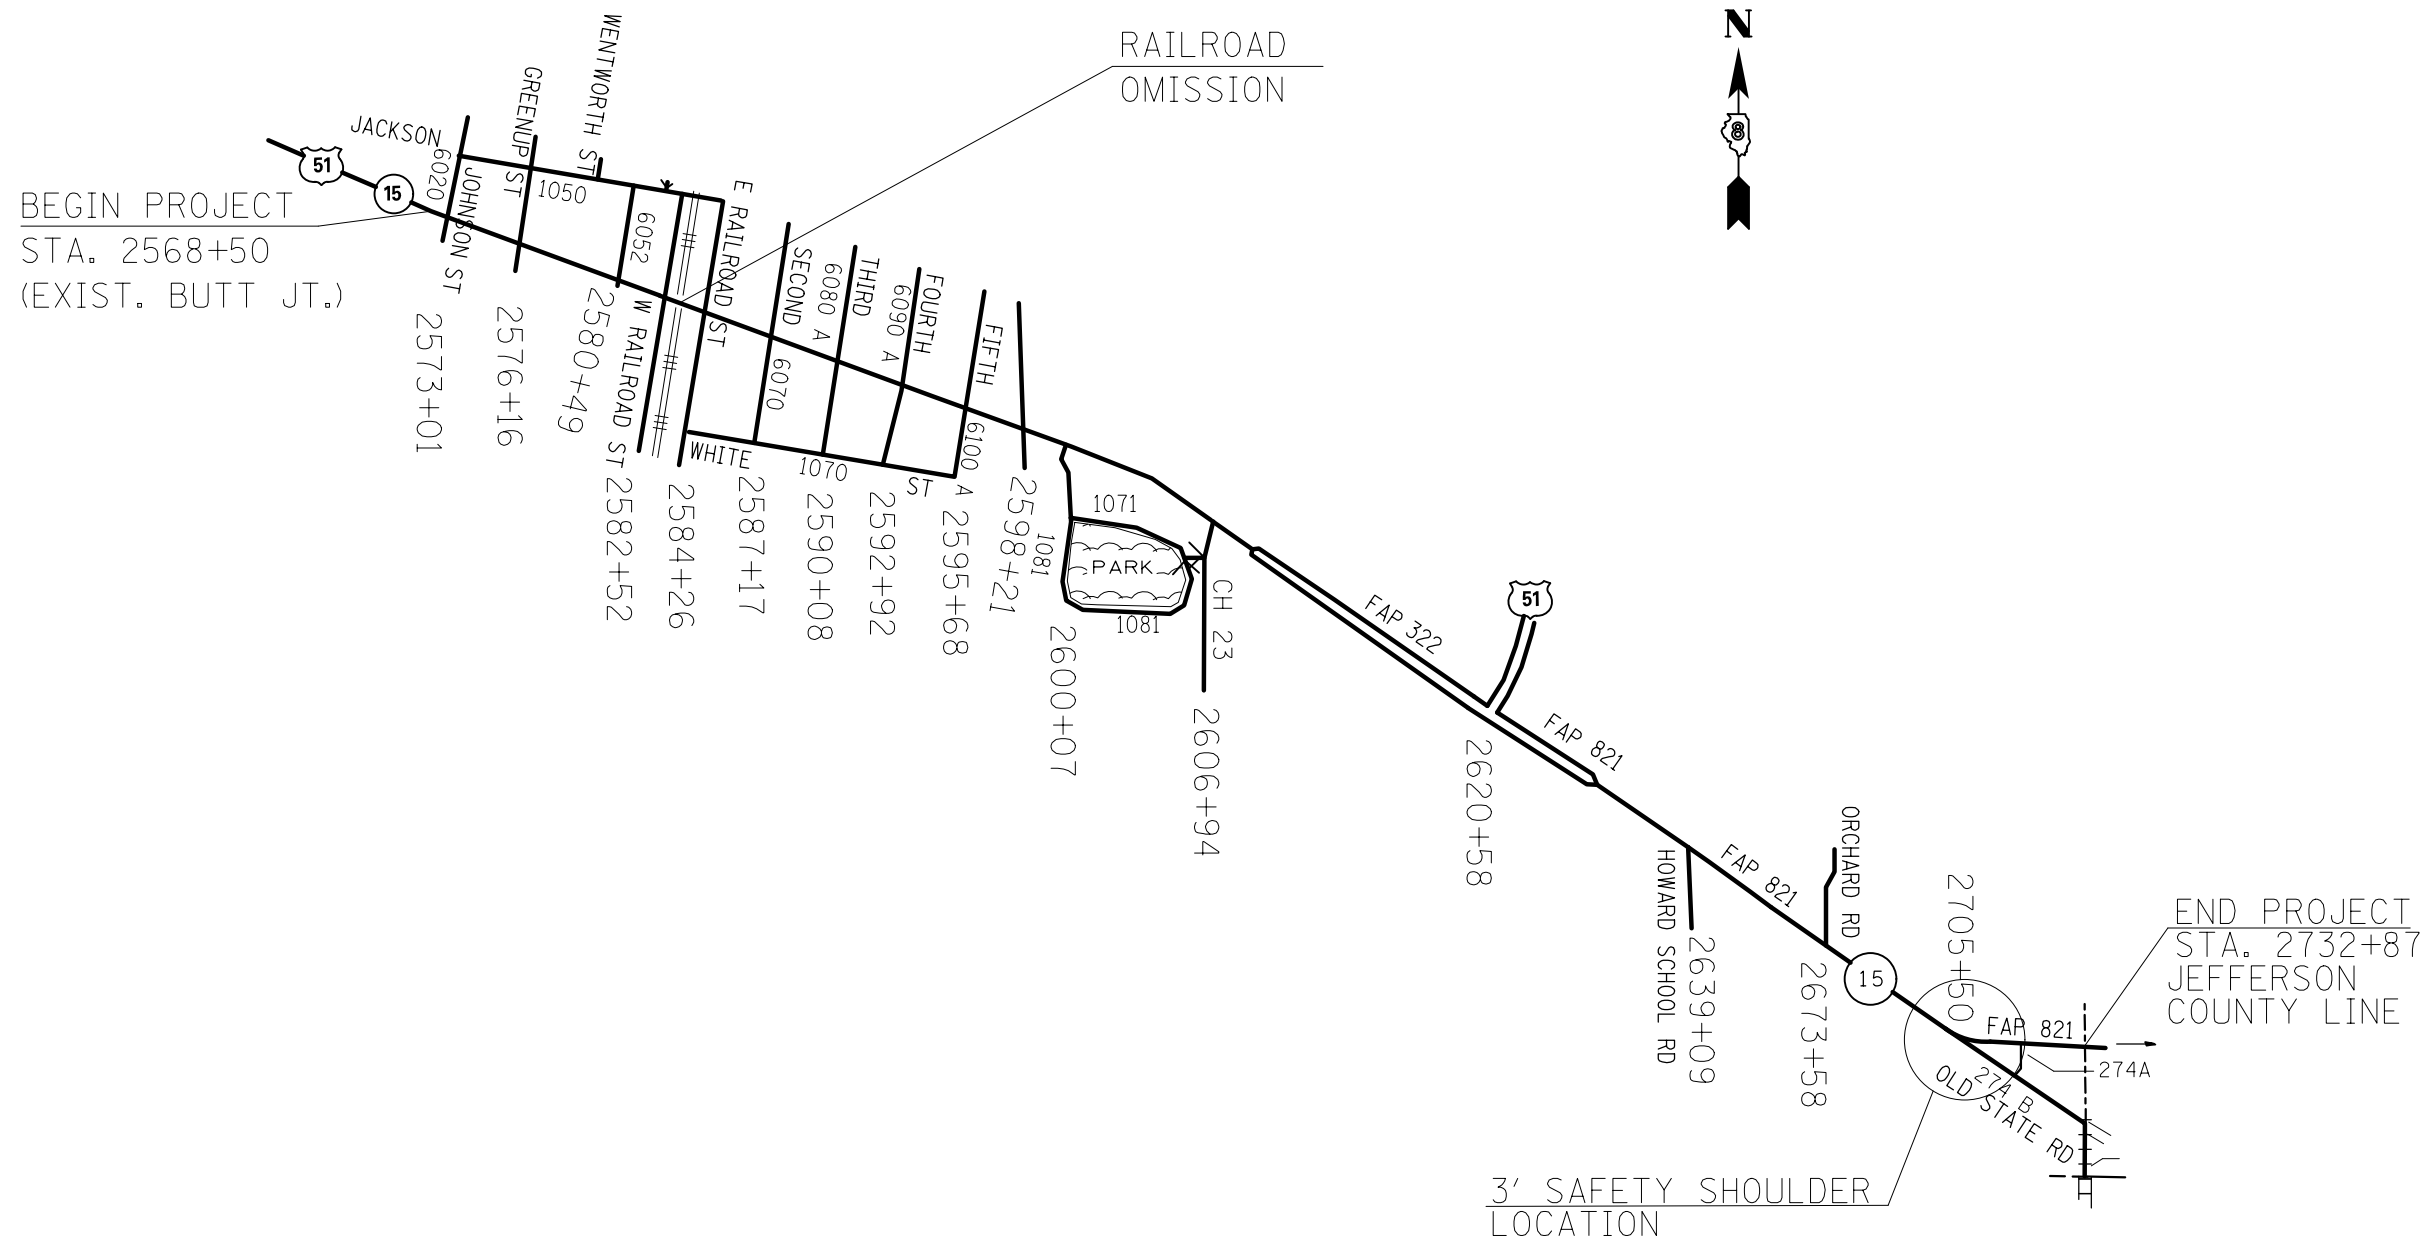 N
8
RAILROAD
OMISSION
WENTWORTH ST
GREENUP ST
JACKSON
51
15
6020
JOHNSON ST
1050
BEGIN PROJECT
STA. 2568+50
(EXIST. BUTT JT.)
6052
E RAILROAD ST
W RAILROAD ST
SECOND
6080 A
THIRD
6090 A
FOURTH
FIFTH
6070
6100 A
WHITE ST
1070
2573+01
2576+16
2580+49
2582+52
2584+26
2587+17
2590+08
2592+92
2595+68
2598+21
1081
1071
PARK
1081
CH 23
2600+07
2606+94
FAP 322
51
FAP 821
2620+58
HOWARD SCHOOL RD
2639+09
FAP 821
ORCHARD RD
2673+58
15
2705+50
FAP 821
274A
274 B
OLD STATE RD
END PROJECT
STA. 2732+87
JEFFERSON
COUNTY LINE
3' SAFETY SHOULDER
LOCATION